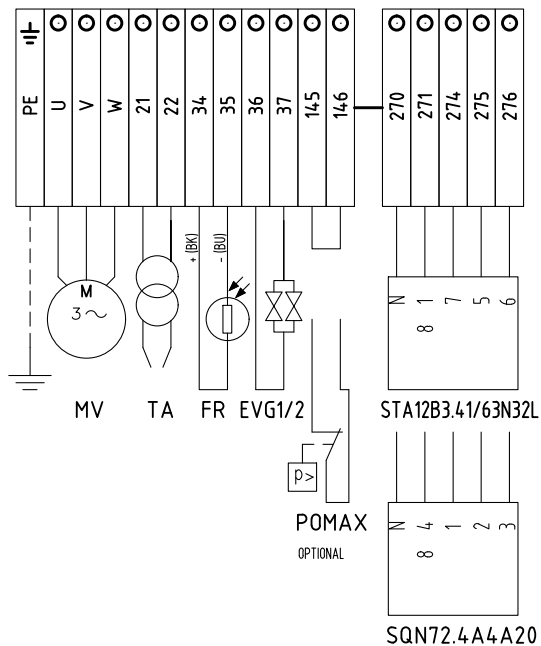 PE U V W 21 22 34 35 36 37 145 146 270 271 274 275 276
+ (BK) - (BU)
M
3~
N 1 7 5 6
8
MV TA FR EVG1/2 STA12B3.41/63N32L
p>
N 4 1 2 3
8
POMAX
OPTIONAL
SQN72.4A4A20